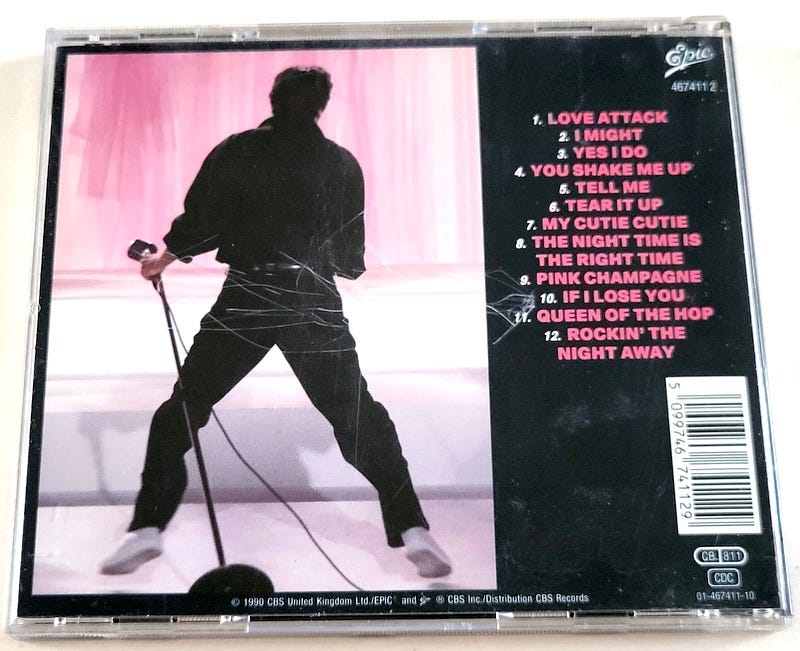 Epic
467411 2
1. LOVE ATTACK
2. I MIGHT
3. YES I DO
4. YOU SHAKE ME UP
5. TELL ME
6. TEAR IT UP
7. MY CUTIE CUTIE
8. THE NIGHT TIME IS
THE RIGHT TIME
9. PINK CHAMPAGNE
10. IF I LOSE YOU
11. QUEEN OF THE HOP
12. ROCKIN' THE
NIGHT AWAY
5 099746 741129
CB 811
CDC
01-467411-10
© 1990 CBS United Kingdom Ltd./EPIC and ℗ CBS Inc./Distribution CBS Records